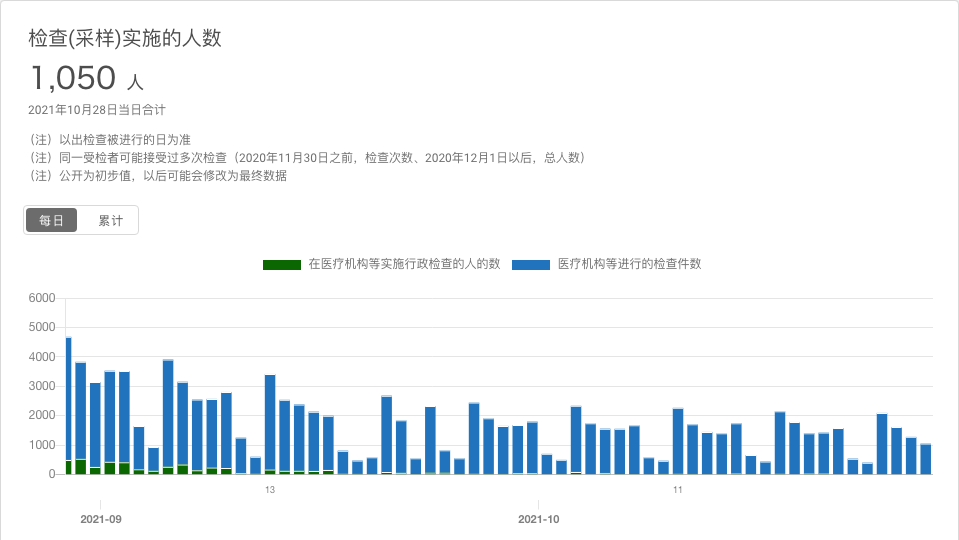 检查(采样)实施的人数
1,050 人
2021年10月28日当日合计
（注）以出检查被进行的日为准
（注）同一受检者可能接受过多次检查（2020年11月30日之前，检查次数、2020年12月1日以后，总人数）
（注）公开为初步值，以后可能会修改为最终数据
每日 累计
在医疗机构等实施行政检查的人的数 医疗机构等进行的检查件数
6000
5000
4000
3000
2000
1000
0
13 11
2021-09 2021-10